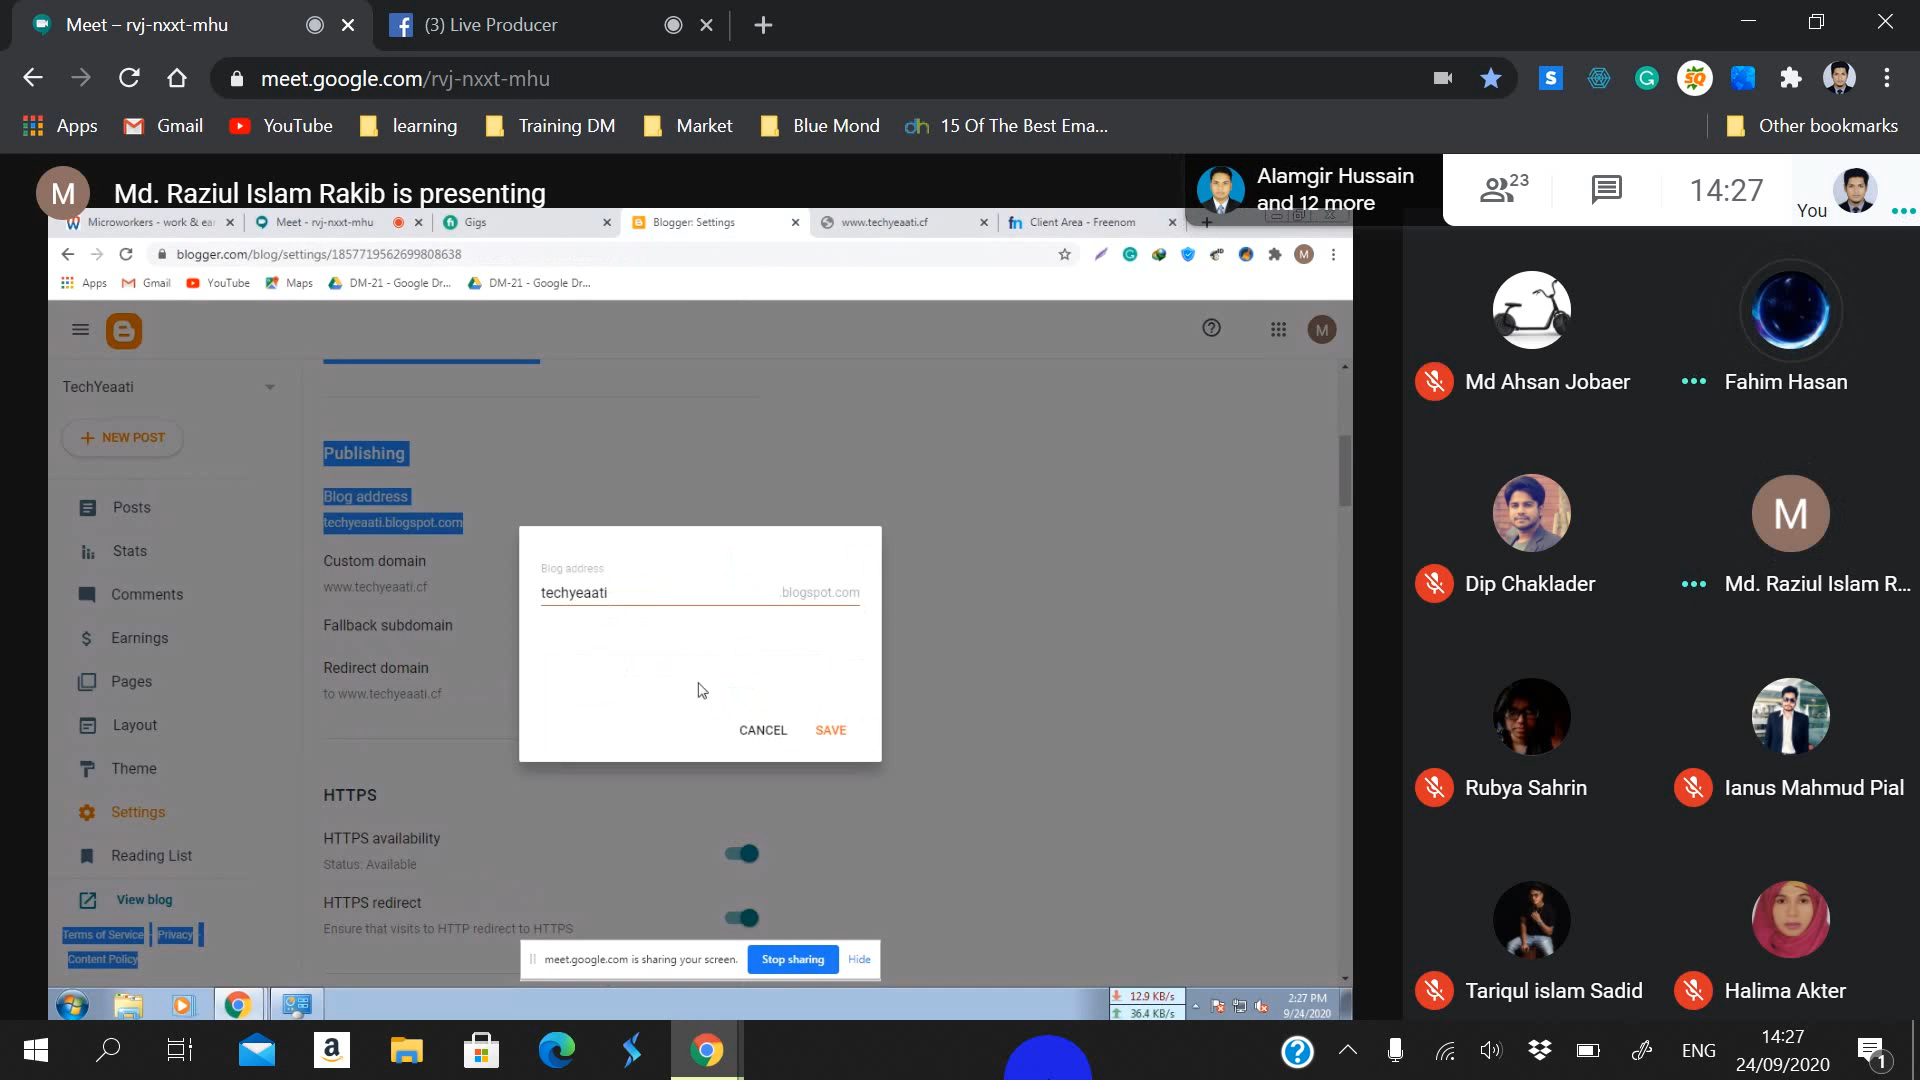 Meet – rvj-nxxt-mhu
(3) Live Producer
meet.google.com/rvj-nxxt-mhu
Apps
Gmail
YouTube
learning
Training DM
Market
Blue Mond
15 Of The Best Ema...
Other bookmarks
M
Md. Raziul Islam Rakib is presenting
Alamgir Hussain
and 12 more
23
14:27
You
Microworkers - work & ear
Meet - rvj-nxxt-mhu
Gigs
Blogger: Settings
www.techyeaati.cf
Client Area - Freenom
blogger.com/blog/settings/1857719562699808638
M
Apps
Gmail
YouTube
Maps
DM-21 - Google Dr...
DM-21 - Google Dr...
M
TechYeaati
NEW POST
Posts
Stats
Comments
Earnings
Pages
Layout
Theme
Settings
Reading List
View blog
Terms of Service
Privacy
Content Policy
Publishing
Blog address
techyeaati.blogspot.com
Custom domain
www.techyeaati.cf
Fallback subdomain
Redirect domain
to www.techyeaati.cf
HTTPS
HTTPS availability
Status: Available
HTTPS redirect
Ensure that visits to HTTP redirect to HTTPS
Blog address
techyeaati
.blogspot.com
CANCEL
SAVE
meet.google.com is sharing your screen.
Stop sharing
Hide
12.9 KB/s
36.4 KB/s
2:27 PM
9/24/2020
Md Ahsan Jobaer
Fahim Hasan
M
Dip Chaklader
Md. Raziul Islam R...
Rubya Sahrin
Ianus Mahmud Pial
Tariqul islam Sadid
Halima Akter
ENG
14:27
24/09/2020
1